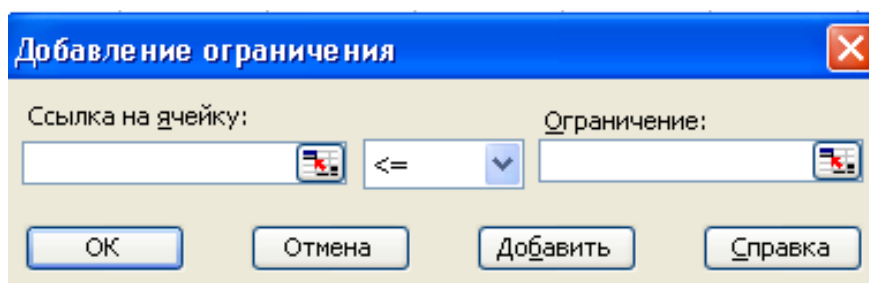 Добавление ограничения
Ссылка на ячейку: Ограничение:
<=
ОК Отмена Добавить Справка